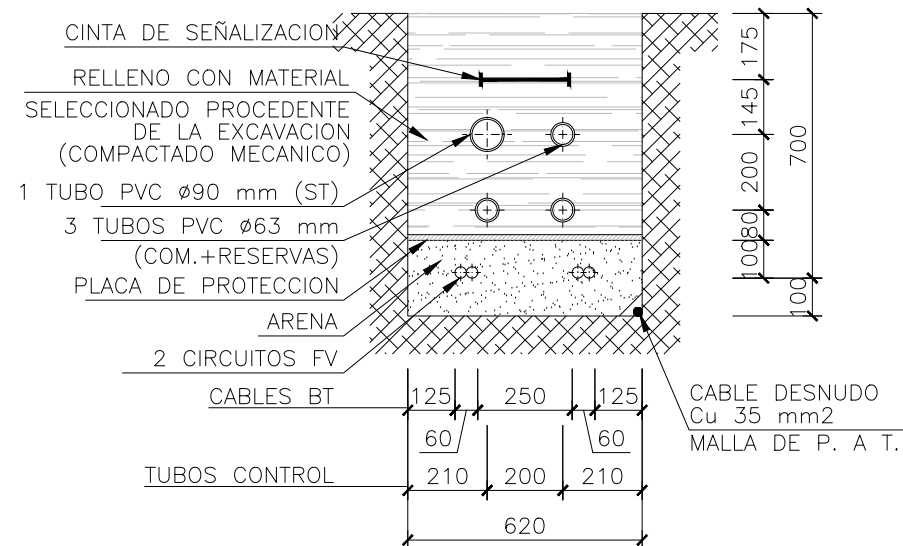 CINTA DE SEÑALIZACION
RELLENO CON MATERIAL
SELECCIONADO PROCEDENTE
DE LA EXCAVACION
(COMPACTADO MECANICO)
1 TUBO PVC ø90 mm (ST)
3 TUBOS PVC ø63 mm
(COM.+RESERVAS)
PLACA DE PROTECCION
ARENA
2 CIRCUITOS FV
CABLES BT
125
250
125
60
60
TUBOS CONTROL
210
200
210
620
175
145
200
80
100
700
100
CABLE DESNUDO
Cu 35 mm2
MALLA DE P. A T.